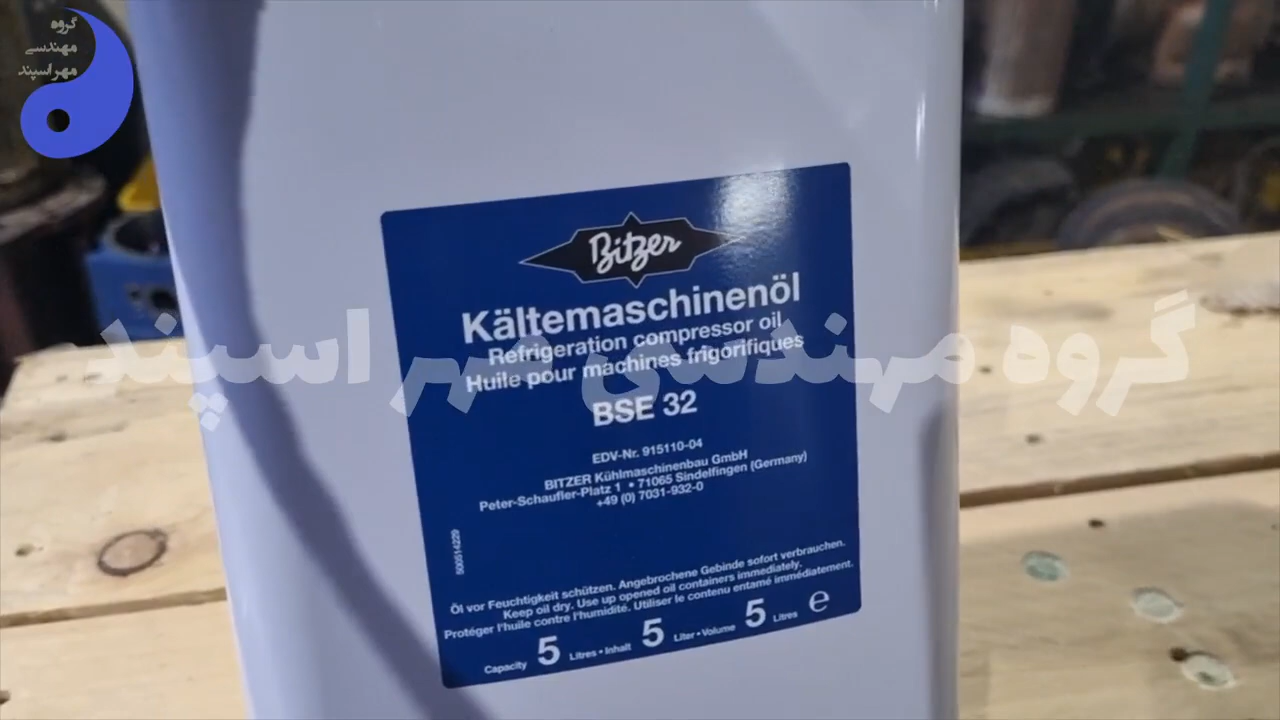 گروه
مهندسی
مهر اسپند
Bitzer
Kältemaschinenöl
Refrigeration compressor oil
Huile pour machines frigorifiques
گروه مهندسی مهر اسپند
BSE 32
EDV-Nr. 915110-04
BITZER Kühlmaschinenbau GmbH
Peter-Schaufler-Platz 1 • 71065 Sindelfingen (Germany)
+49 (0) 7031-932-0
500514229
Öl vor Feuchtigkeit schützen. Angebrochene Gebinde sofort verbrauchen.
Keep oil dry. Use up opened oil containers immediately.
Protéger l'huile contre l'humidité. Utiliser le contenu entamé immédiatement.
Capacity 5 Litres • Inhalt 5 Liter • Volume 5 Litres e